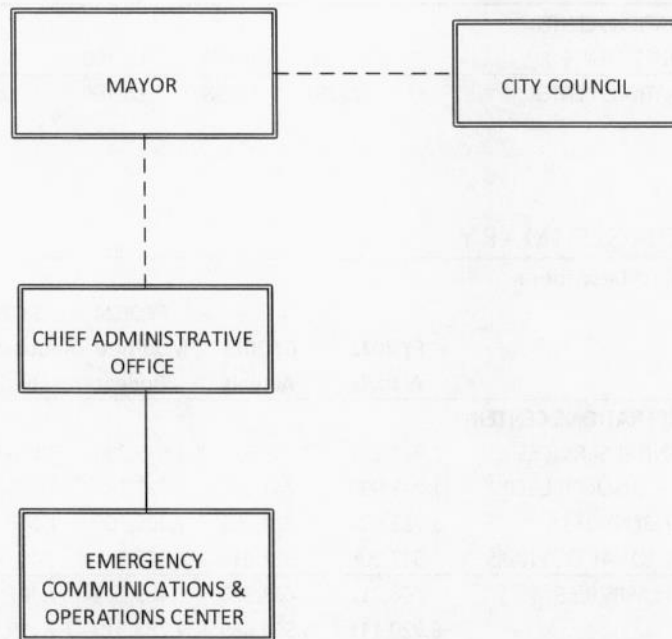 MAYOR
CITY COUNCIL
CHIEF ADMINISTRATIVE
OFFICE
EMERGENCY
COMMUNICATIONS &
OPERATIONS CENTER